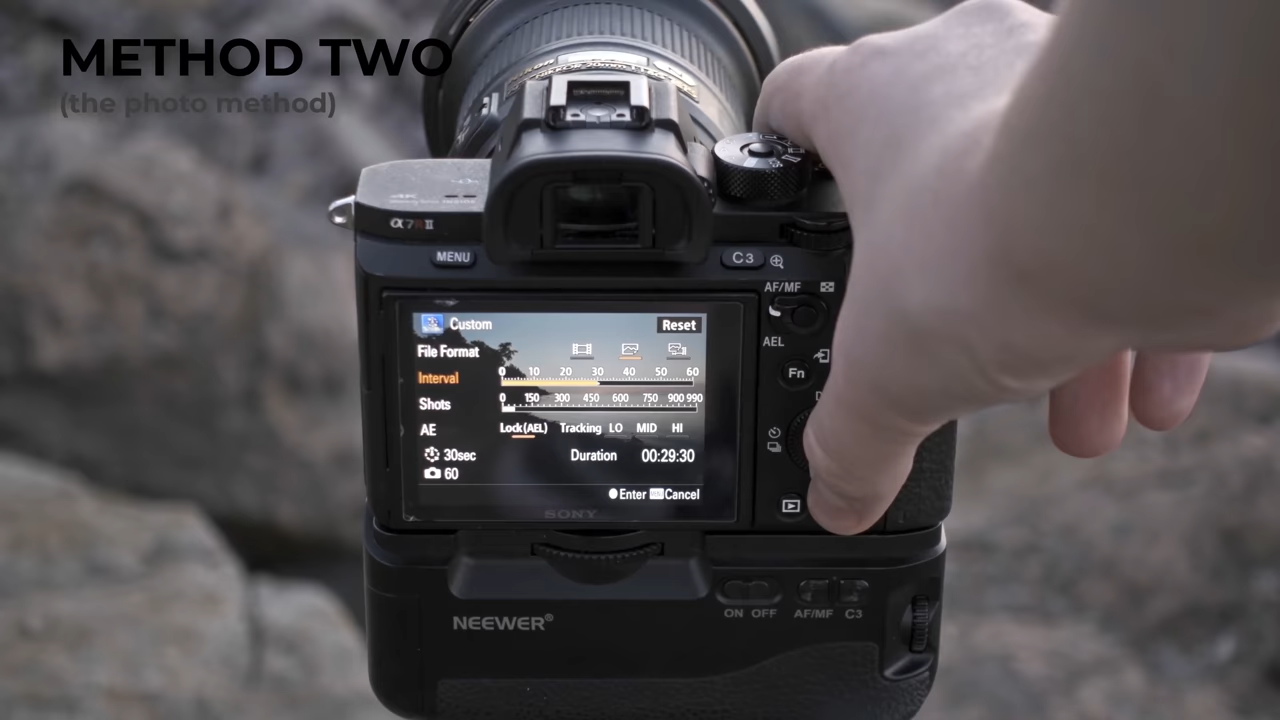 METHOD TWO
(the photo method)
α7RII
MENU
C3
AF/MF
AEL
Fn
Custom
Reset
File Format
Interval
0 10 20 30 40 50 60
Shots
0 150 300 450 600 750 900 990
AE
Lock(AEL) Tracking LO MID HI
30sec
Duration 00:29:30
60
Enter Cancel
SONY
ON OFF AF/MF C3
NEEWER®